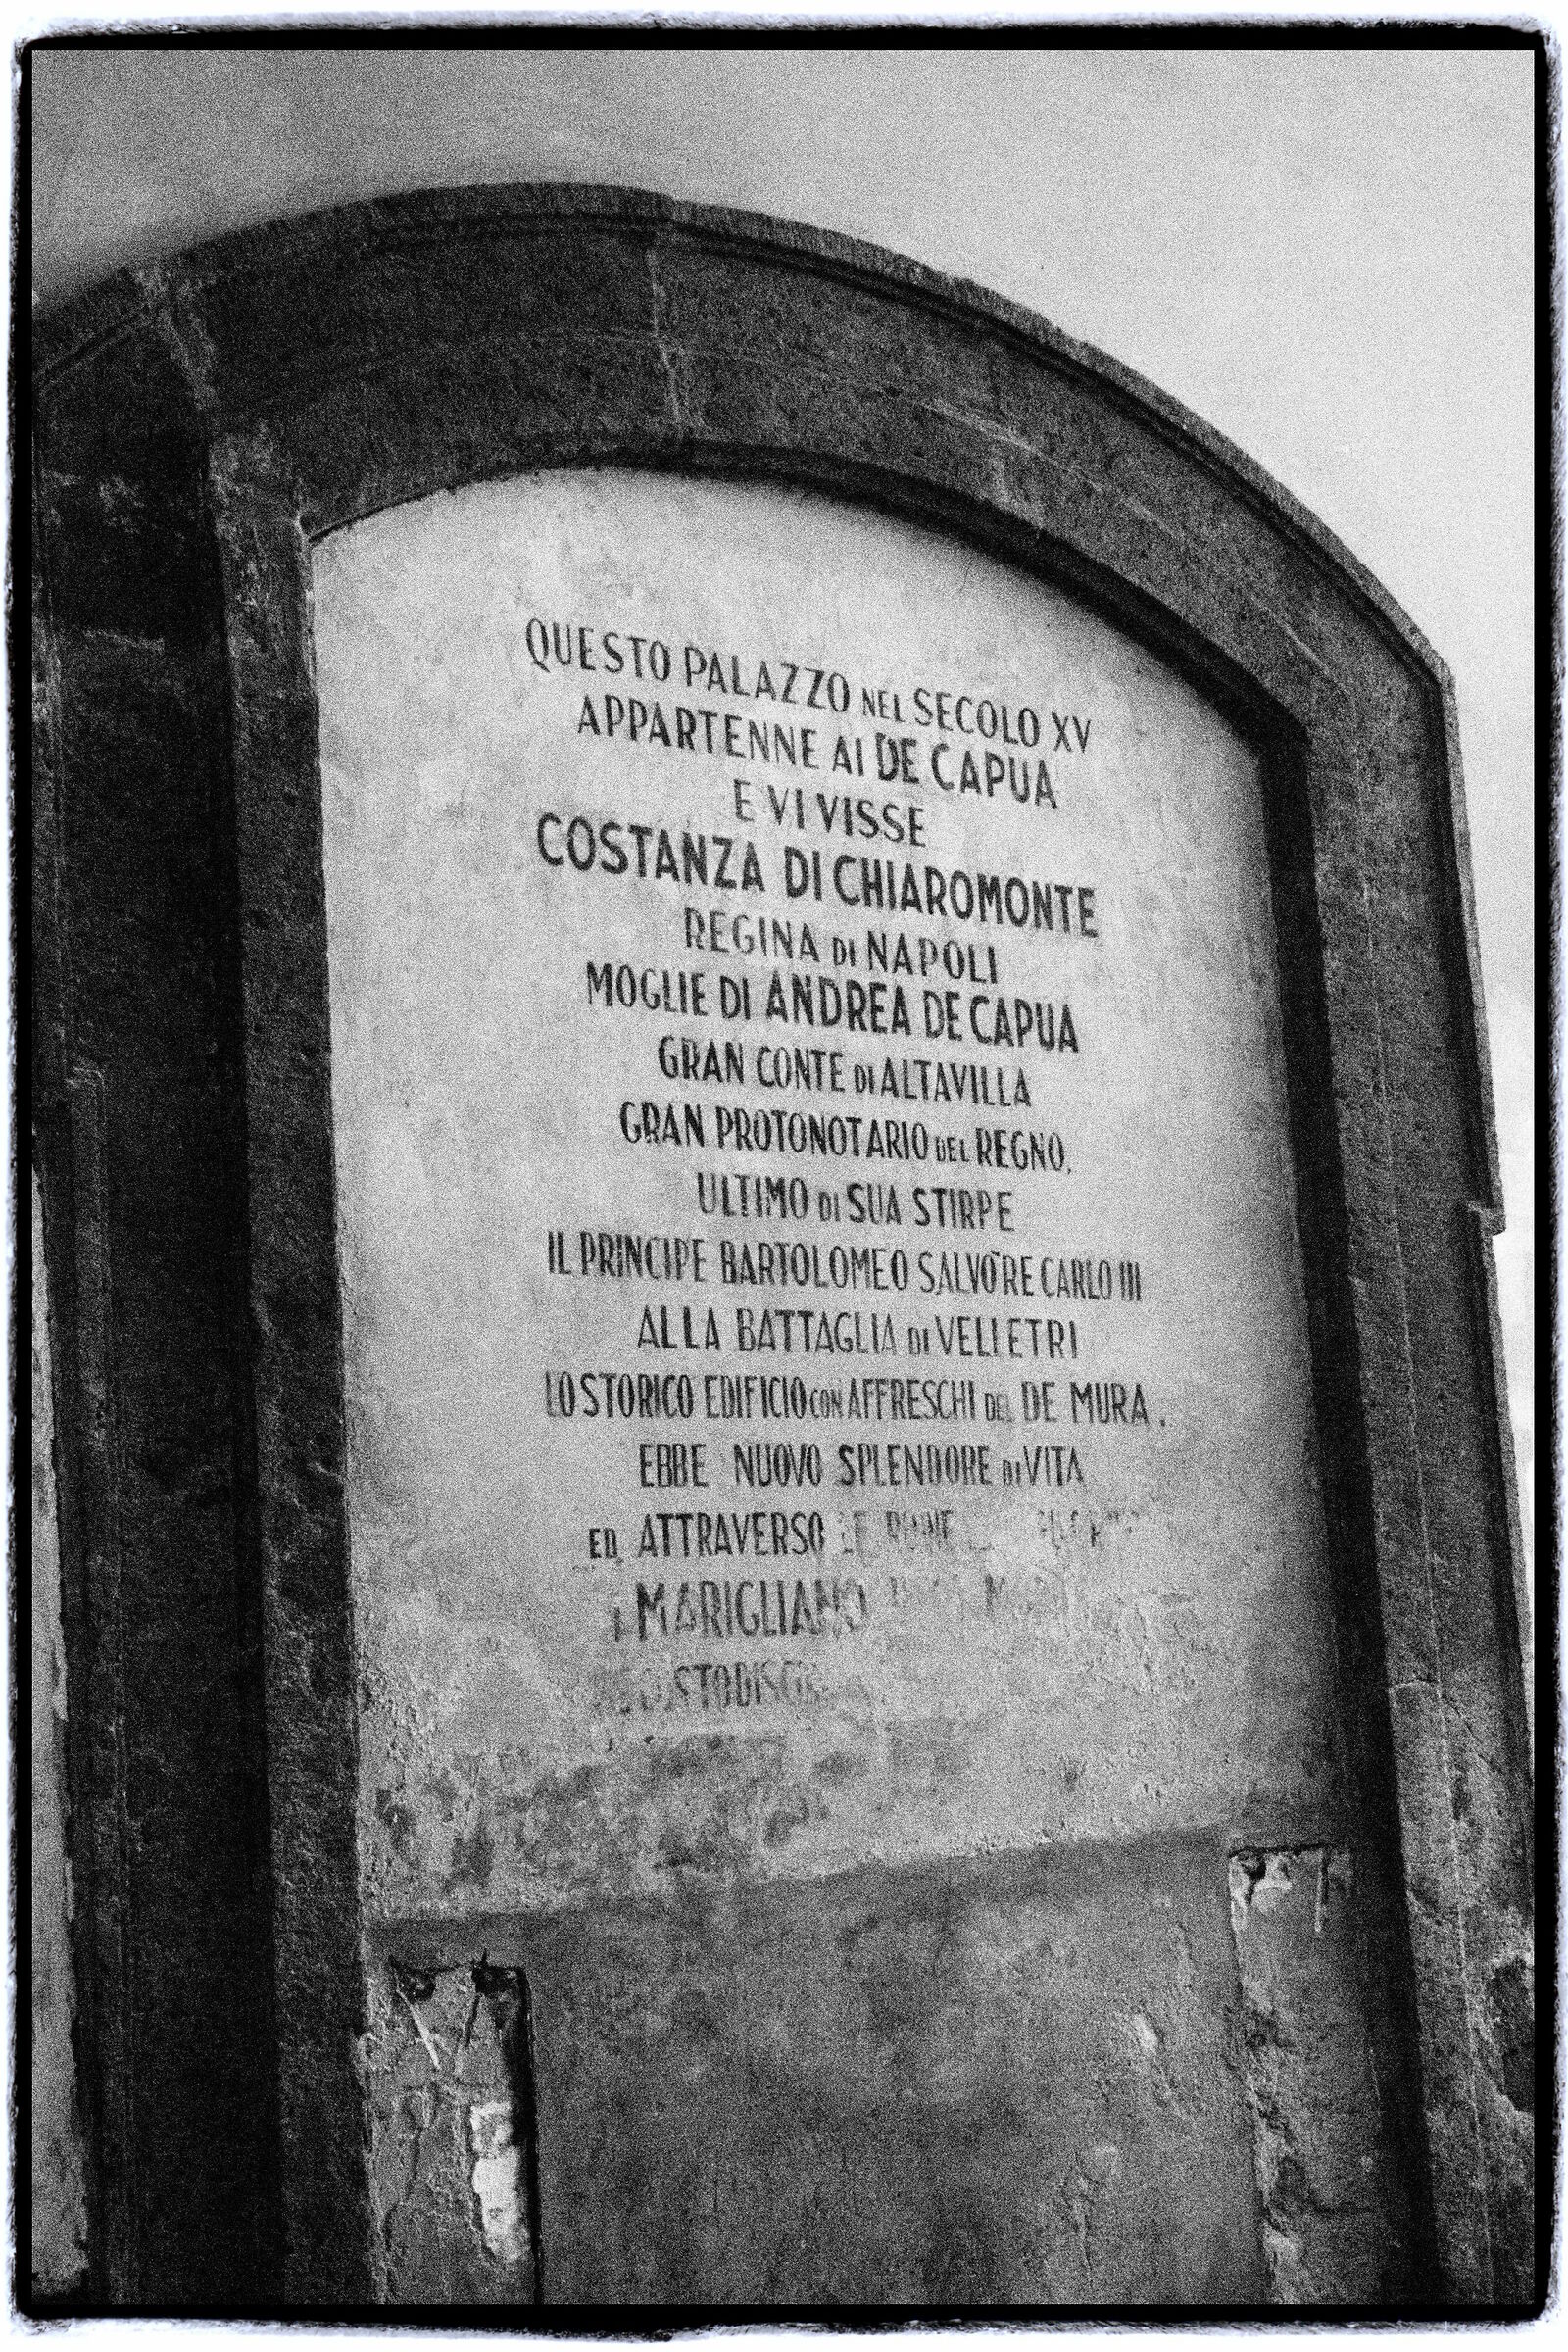 QUESTO PALAZZO NEL SECOLO XV
APPARTENNE AI DE CAPUA
E VI VISSE
COSTANZA DI CHIAROMONTE
REGINA DI NAPOLI
MOGLIE DI ANDREA DE CAPUA
GRAN CONTE DI ALTAVILLA
GRAN PROTONOTARIO DEL REGNO,
ULTIMO DI SUA STIRPE
IL PRINCIPE BARTOLOMEO SALVO' RE CARLO III
ALLA BATTAGLIA DI VELLETRI
LO STORICO EDIFICIO CON AFFRESCHI DEL DE MURA,
EBBE NUOVO SPLENDORE DI VITA
ED ATTRAVERSO LE
I MARIGLIANO